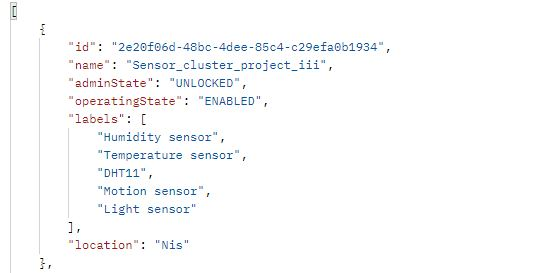 [
{
"id": "2e20f06d-48bc-4dee-85c4-c29efa0b1934",
"name": "Sensor_cluster_project_iii",
"adminState": "UNLOCKED",
"operatingState": "ENABLED",
"labels": [
"Humidity sensor",
"Temperature sensor",
"DHT11",
"Motion sensor",
"Light sensor"
],
"location": "Nis"
},